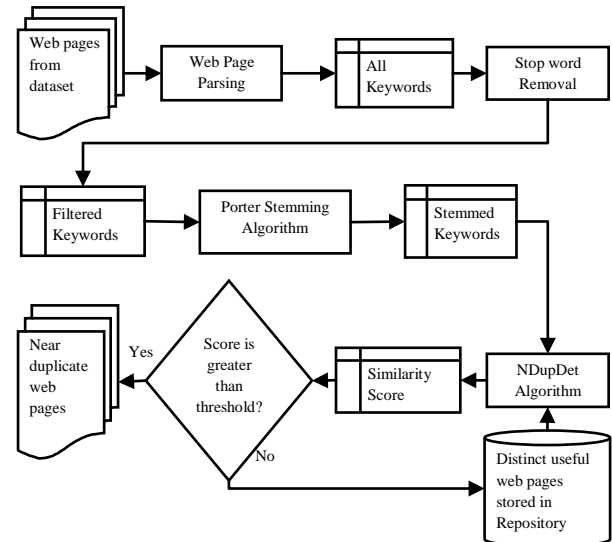 Web pages
from
dataset
Web Page
Parsing
All
Keywords
Stop word
Removal
Filtered
Keywords
Porter Stemming
Algorithm
Stemmed
Keywords
Near
duplicate
web
pages
Yes
Score is
greater
than
threshold?
No
Similarity
Score
NDupDet
Algorithm
Distinct useful
web pages
stored in
Repository